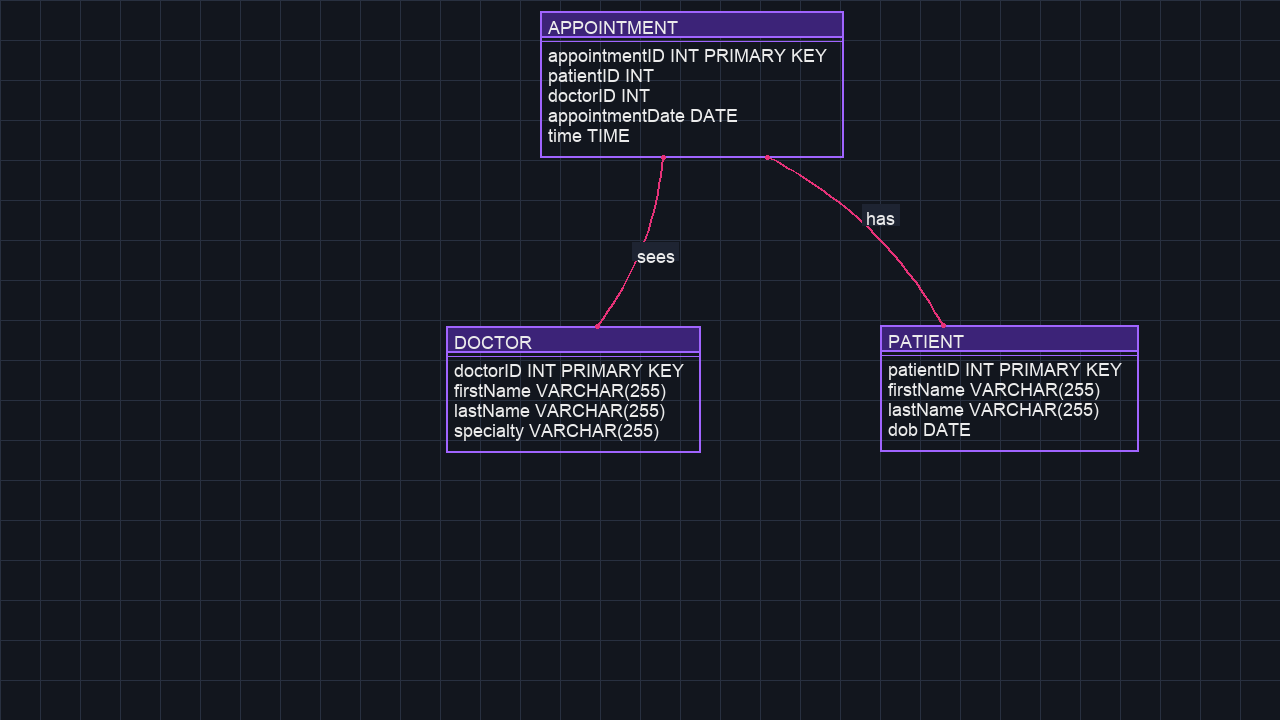 APPOINTMENT
appointmentID INT PRIMARY KEY
patientID INT
doctorID INT
appointmentDate DATE
time TIME
has
sees
DOCTOR
doctorID INT PRIMARY KEY
firstName VARCHAR(255)
lastName VARCHAR(255)
specialty VARCHAR(255)
PATIENT
patientID INT PRIMARY KEY
firstName VARCHAR(255)
lastName VARCHAR(255)
dob DATE